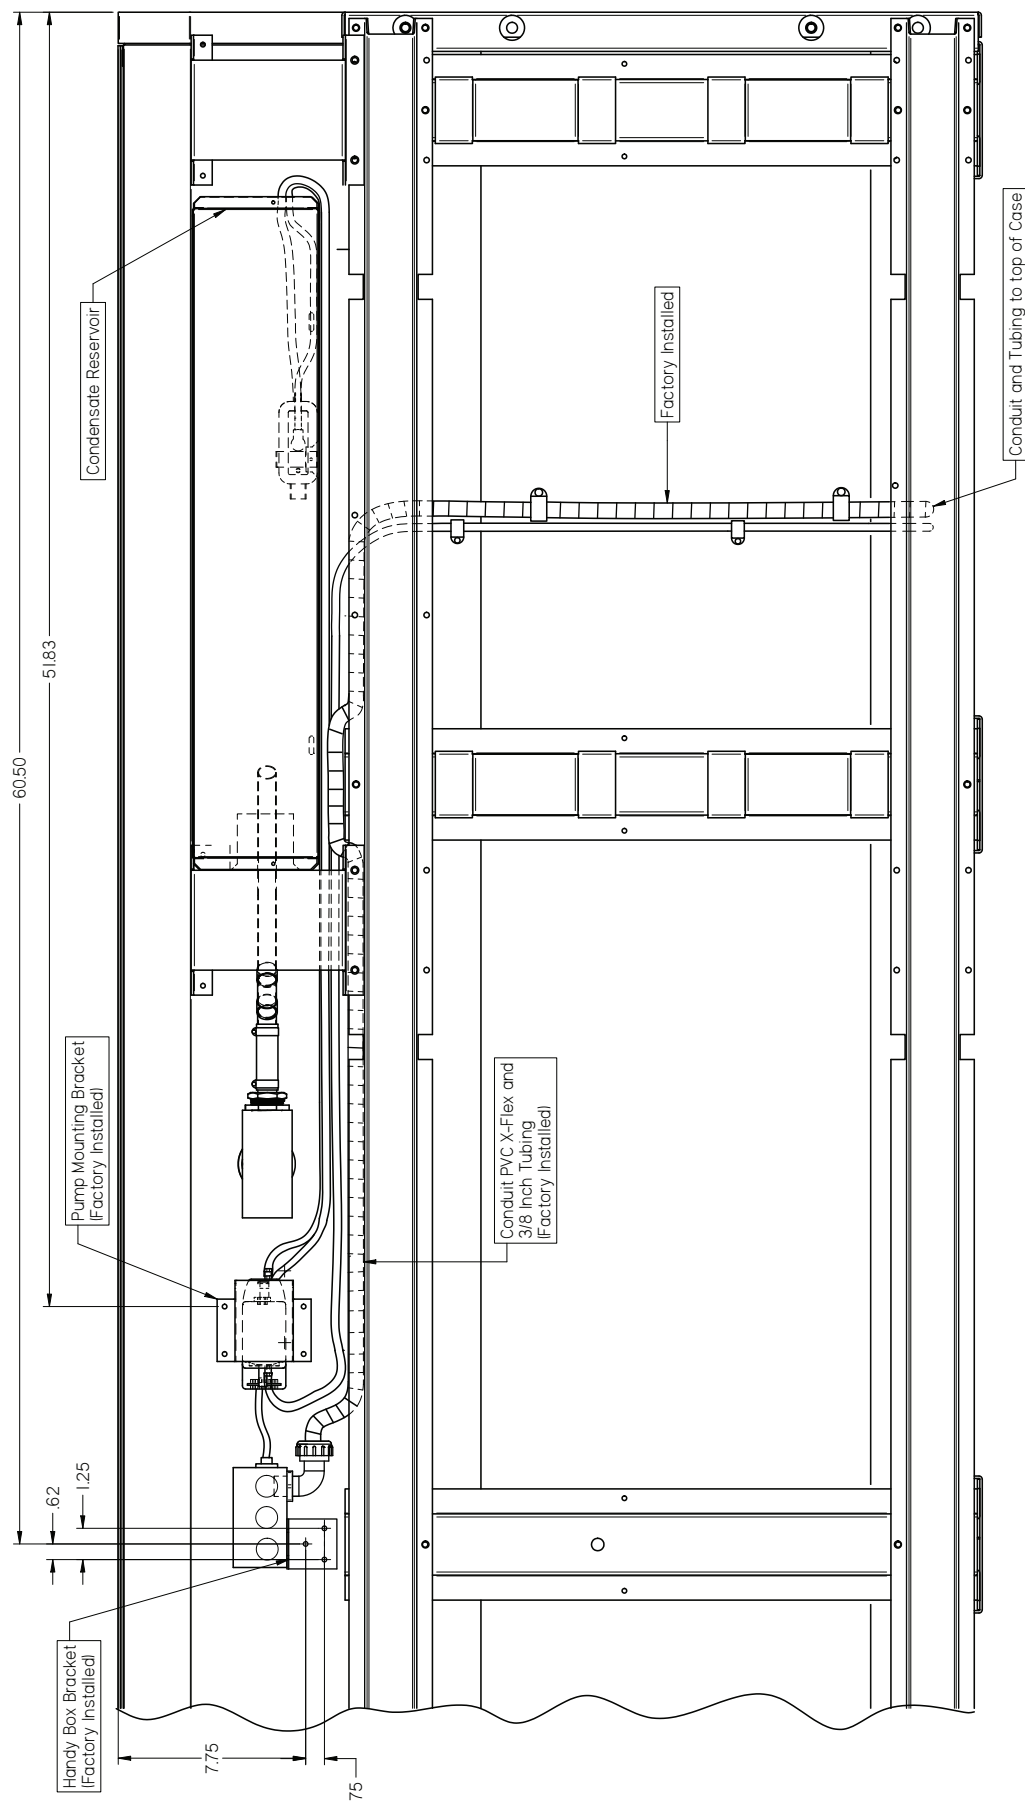 60.50
51.83
.62
1.25
7.75
.75
Handy Box Bracket
(Factory Installed)
Pump Mounting Bracket
(Factory Installed)
Condensate Reservoir
Conduit PVC X-Flex and
3/8 Inch Tubing
(Factory Installed)
Factory Installed
Conduit and Tubing to top of Case